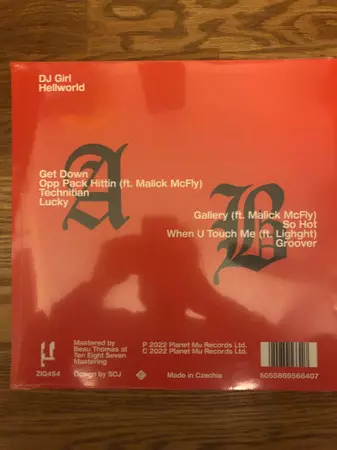 DJ Girl
Hellworld
A
Get Down
Opp Pack Hittin (ft. Malick McFly)
Technitian
Lucky
B
Gallery (ft. Malick McFly)
So Hot
When U Touch Me (ft. Lighght)
Groover
ZIQ454
Mastered by
Beau Thomas at
Ten Eight Seven
Mastering
Design by SCJ
P 2022 Planet Mu Records Ltd.
© 2022 Planet Mu Records Ltd.
Made in Czechia
5055869566407